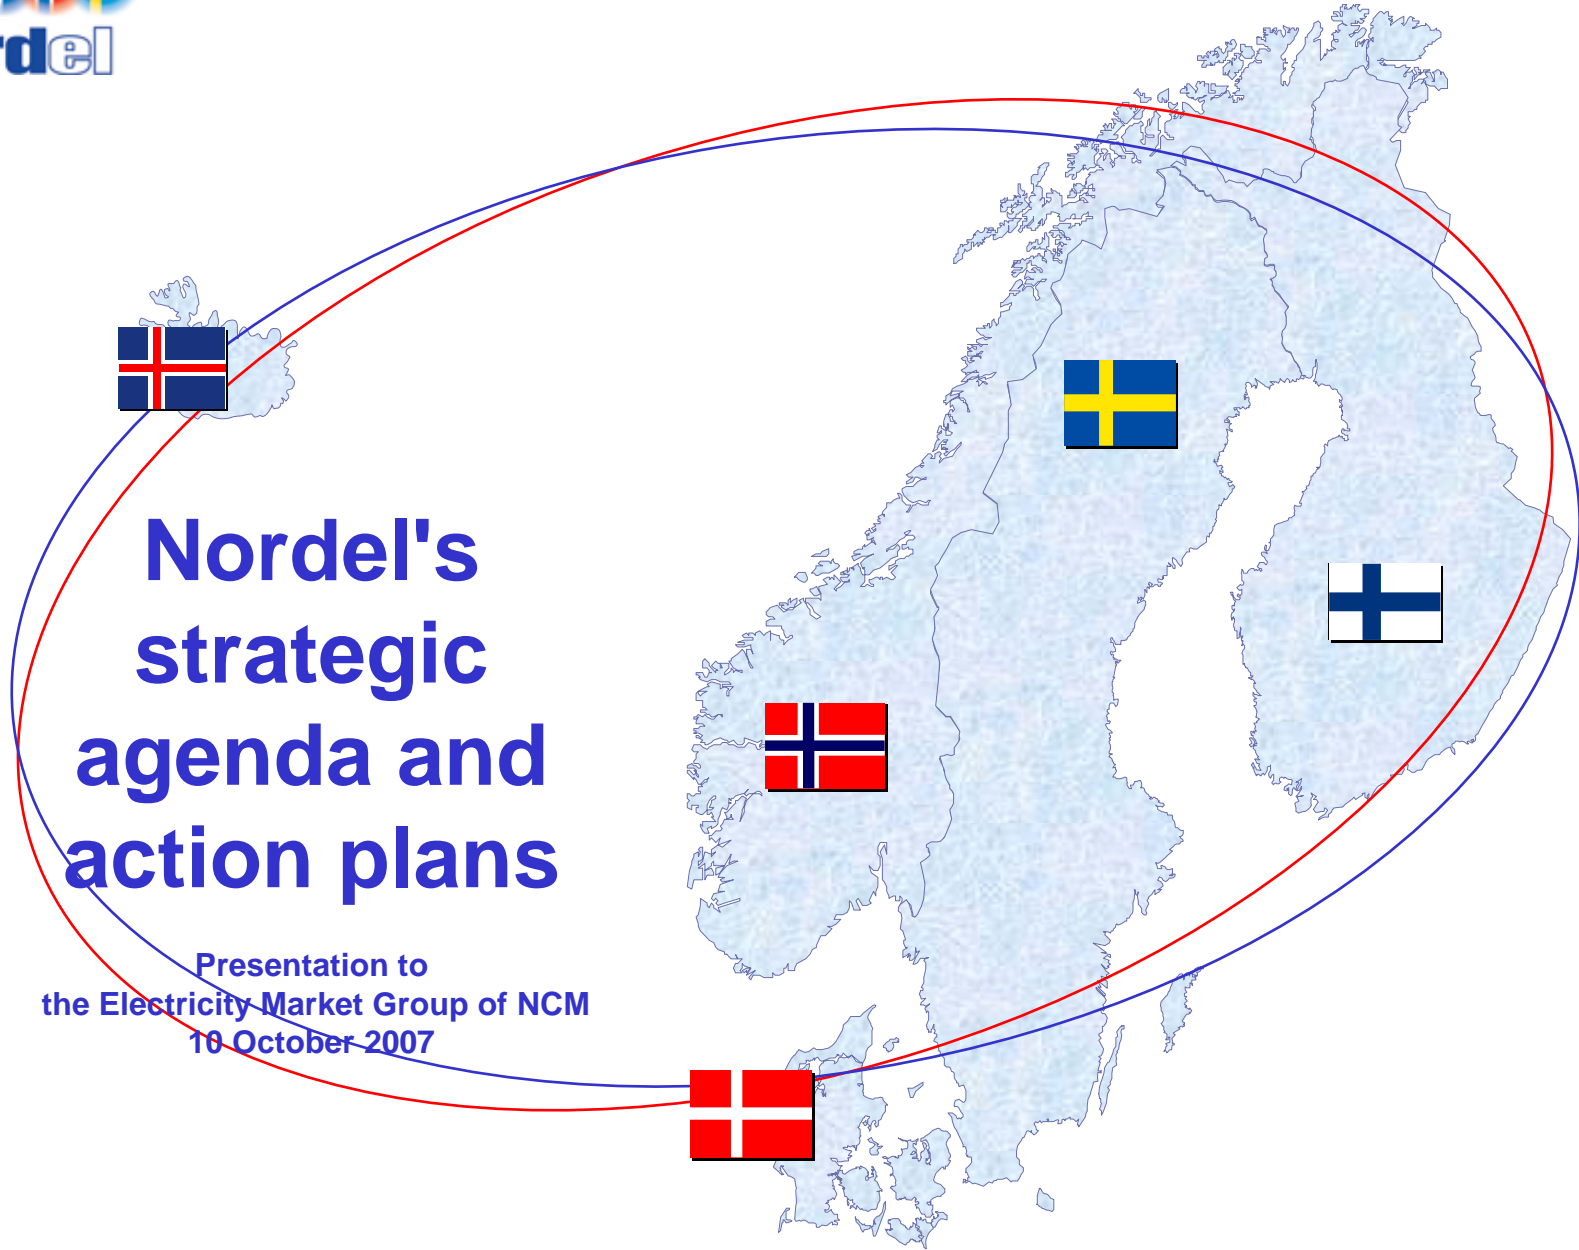 rdel
Nordel's
strategic
agenda and
action plans
Presentation to
the Electricity Market Group of NCM
10 October 2007